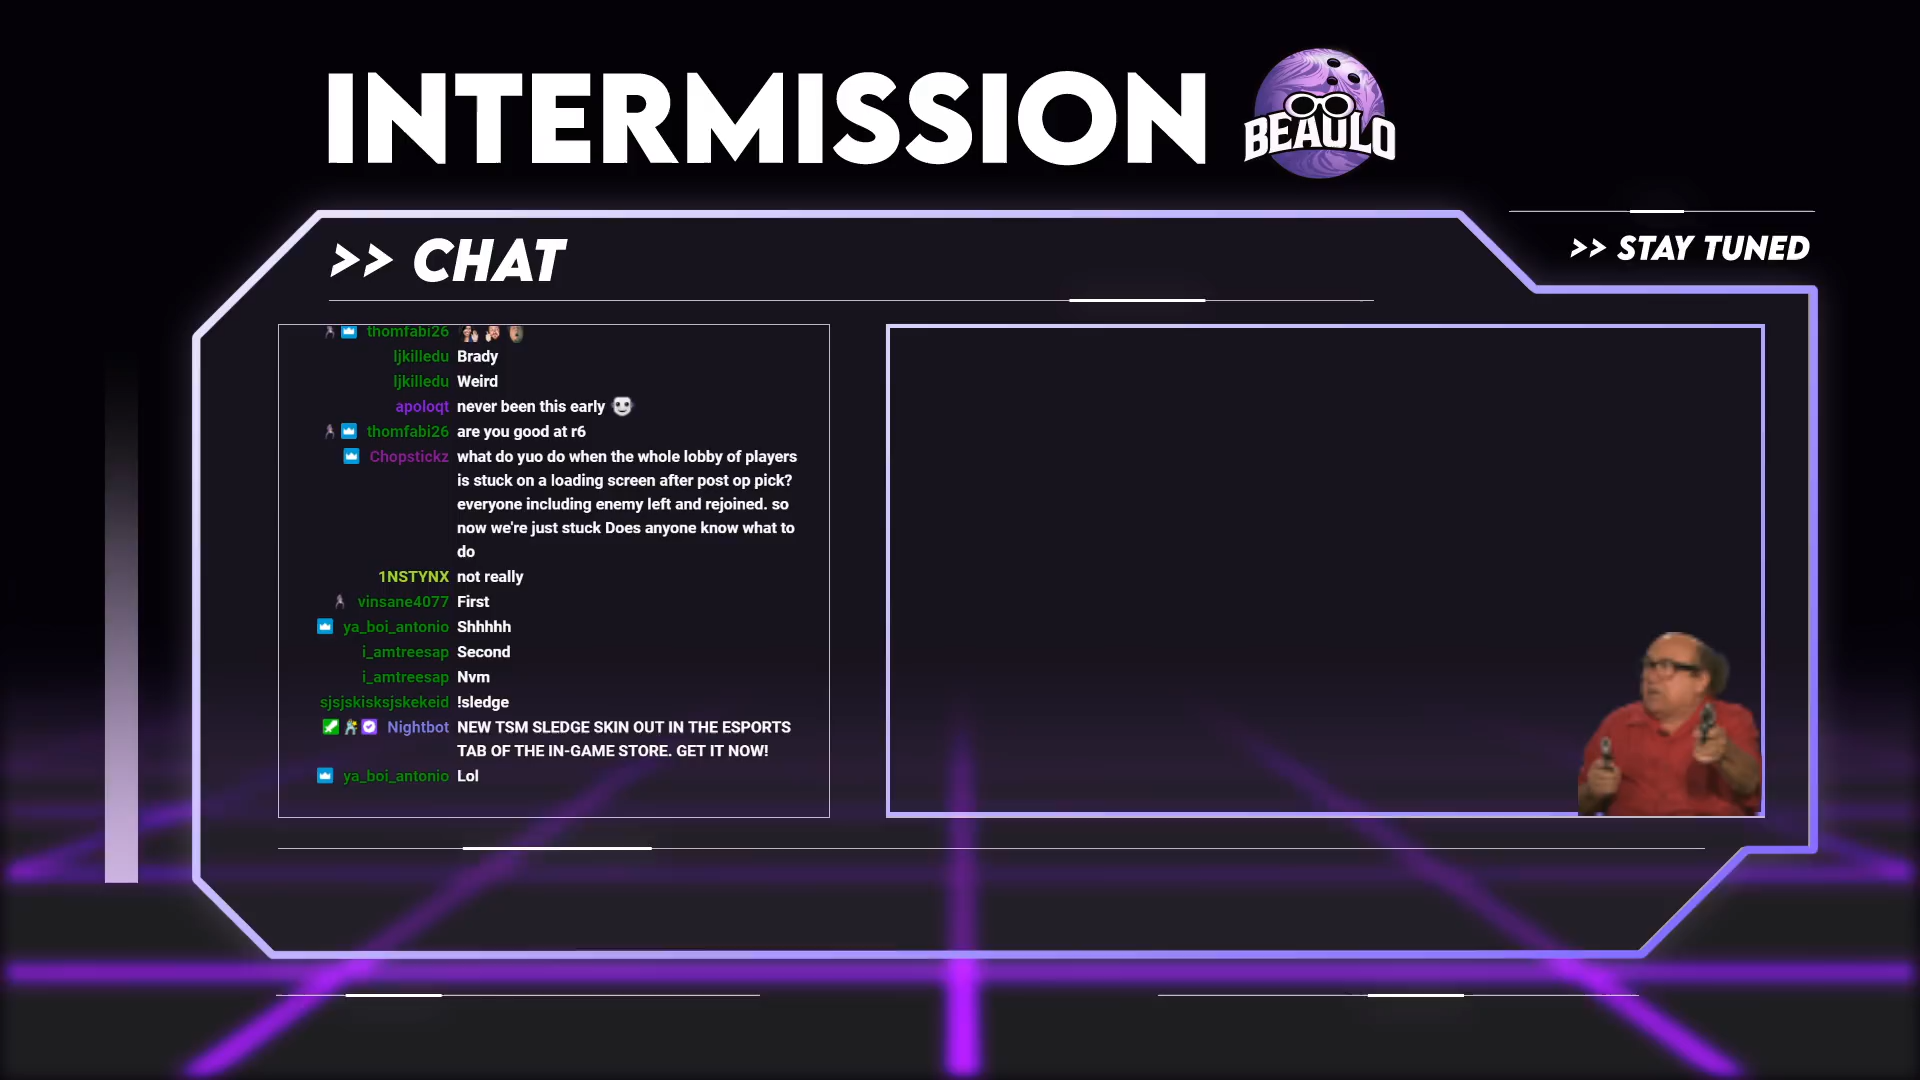 INTERMISSION
BEAULO
>> CHAT
>> STAY TUNED
thomfabi26
ljkilledu Brady
ljkilledu Weird
apoloqt never been this early
thomfabi26 are you good at r6
Chopstickz what do yuo do when the whole lobby of players
is stuck on a loading screen after post op pick?
everyone including enemy left and rejoined. so
now we're just stuck Does anyone know what to
do
1NSTYNX not really
vinsane4077 First
ya_boi_antonio Shhhhh
i_amtreesap Second
i_amtreesap Nvm
sjsjskisksjskekeid !sledge
Nightbot NEW TSM SLEDGE SKIN OUT IN THE ESPORTS
TAB OF THE IN-GAME STORE. GET IT NOW!
ya_boi_antonio Lol